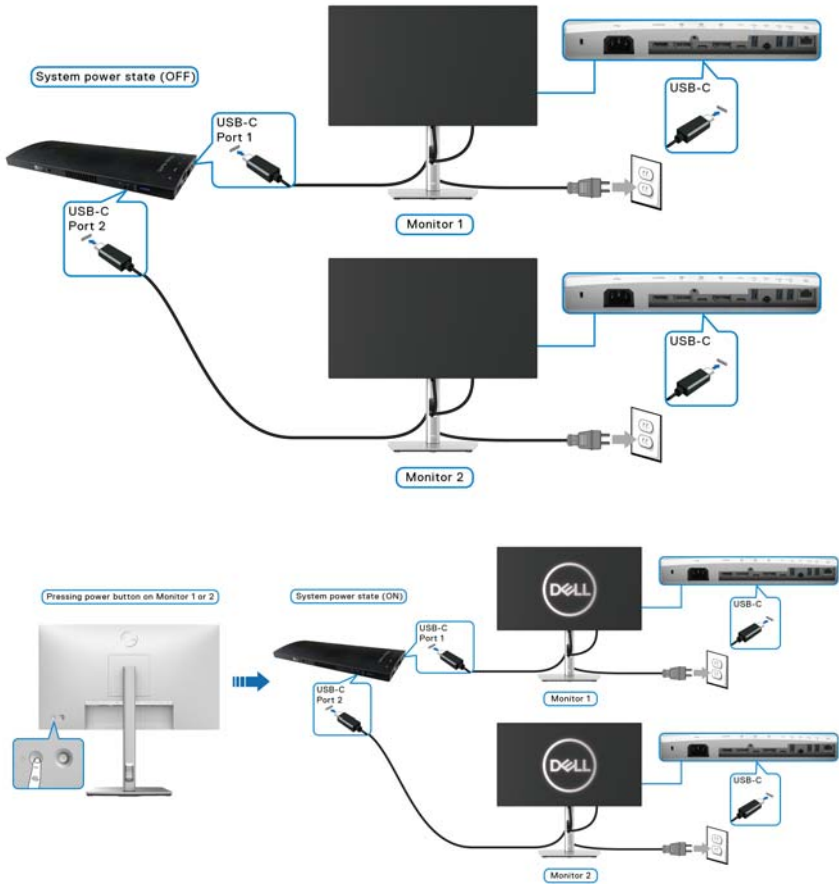 System power state (OFF)
USB-C
Port 1
USB-C
USB-C
Port 2
Monitor 1
USB-C
Monitor 2
Pressing power button on Monitor 1 or 2
System power state (ON)
DELL
USB-C
USB-C
Port 1
USB-C
Port 2
Monitor 1
DELL
USB-C
Monitor 2